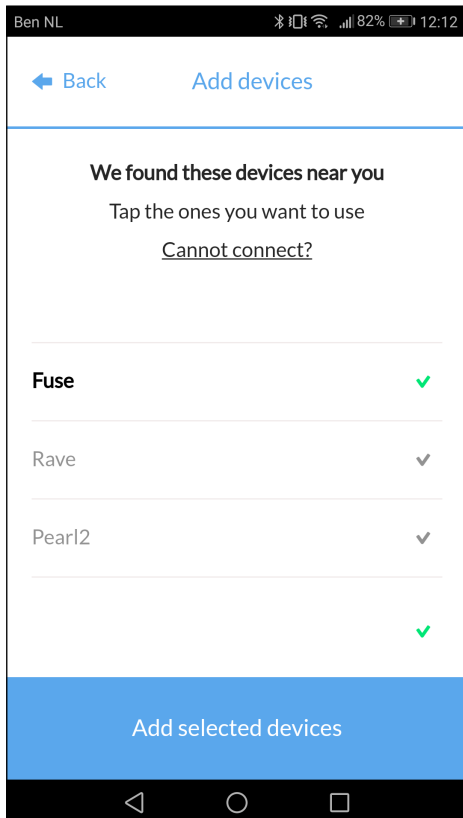 Ben NL 82% 12:12
Back Add devices
We found these devices near you
Tap the ones you want to use
Cannot connect?
Fuse
Rave
Pearl2
Add selected devices